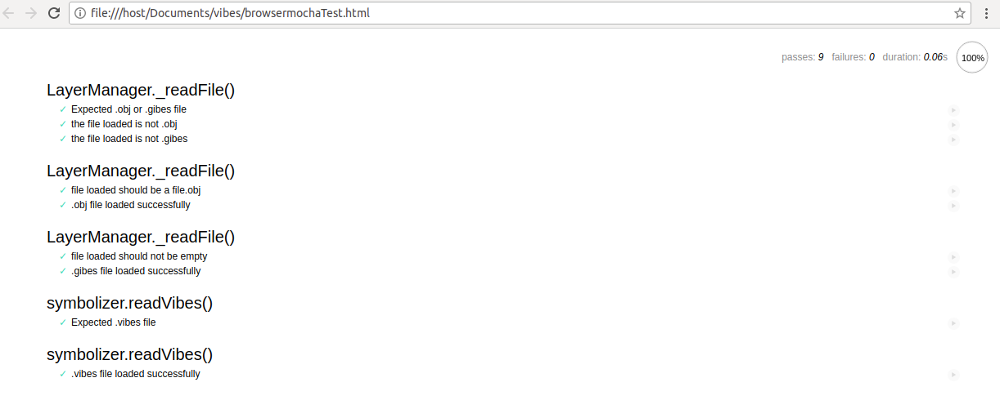 file:///host/Documents/vibes/browsermochaTest.html
passes: 9 failures: 0 duration: 0.06s 100%
LayerManager._readFile()
✓ Expected .obj or .gibes file
✓ the file loaded is not .obj
✓ the file loaded is not .gibes
LayerManager._readFile()
✓ file loaded should be a file.obj
✓ .obj file loaded successfully
LayerManager._readFile()
✓ file loaded should not be empty
✓ .gibes file loaded successfully
symbolizer.readVibes()
✓ Expected .vibes file
symbolizer.readVibes()
✓ .vibes file loaded successfully